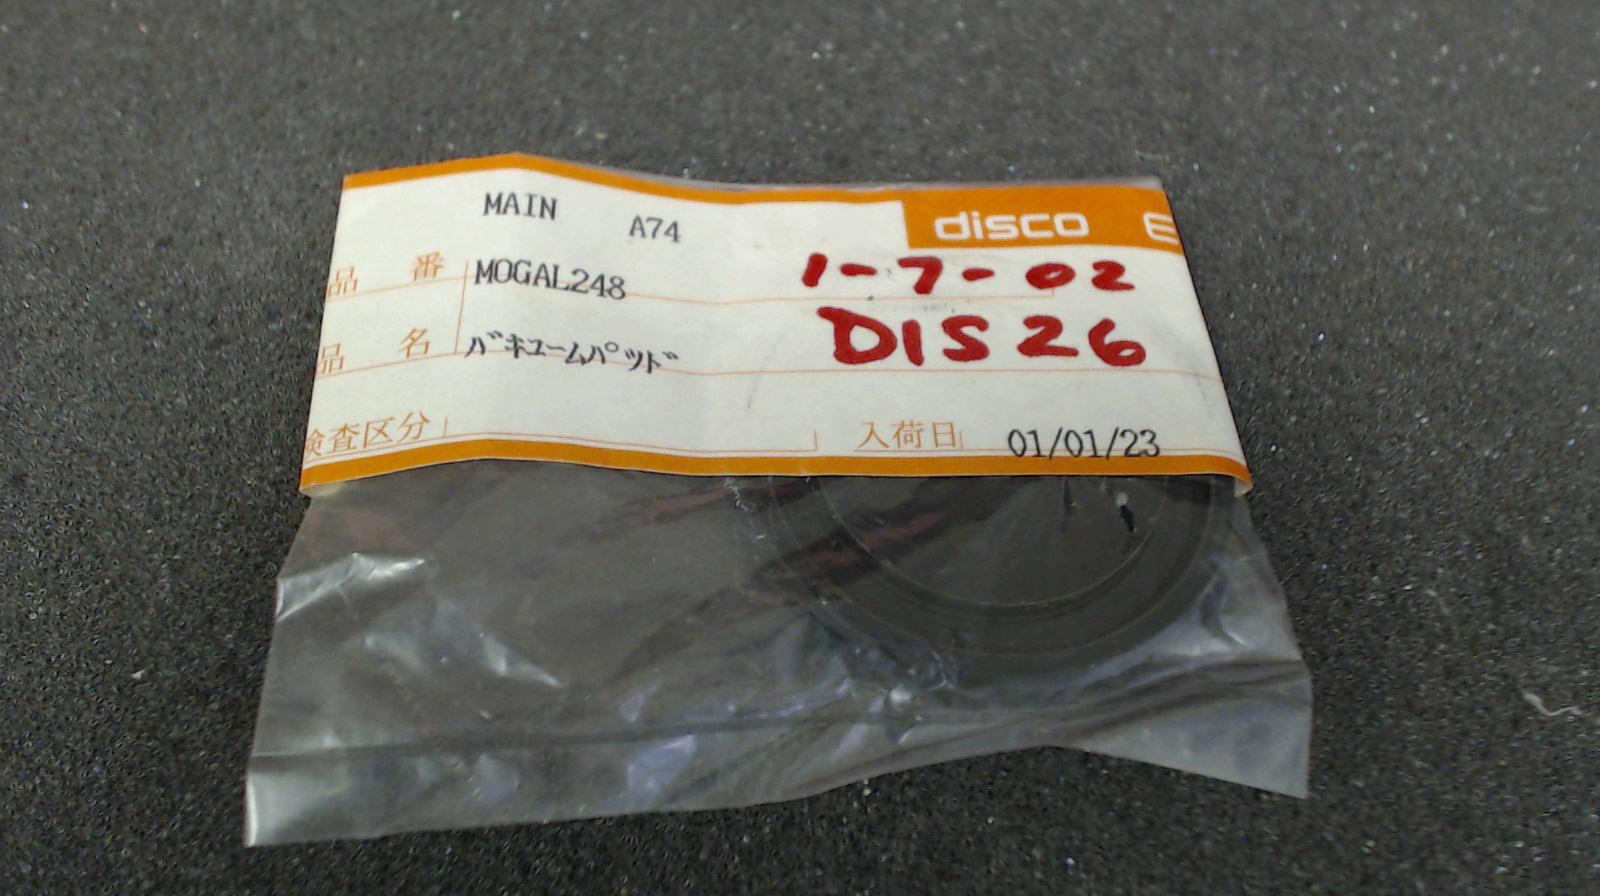 MAIN A74
disco E
品番 MOGAL248
1-7-02
品名 バキュームパッド
DIS26
検査区分
入荷日 01/01/23